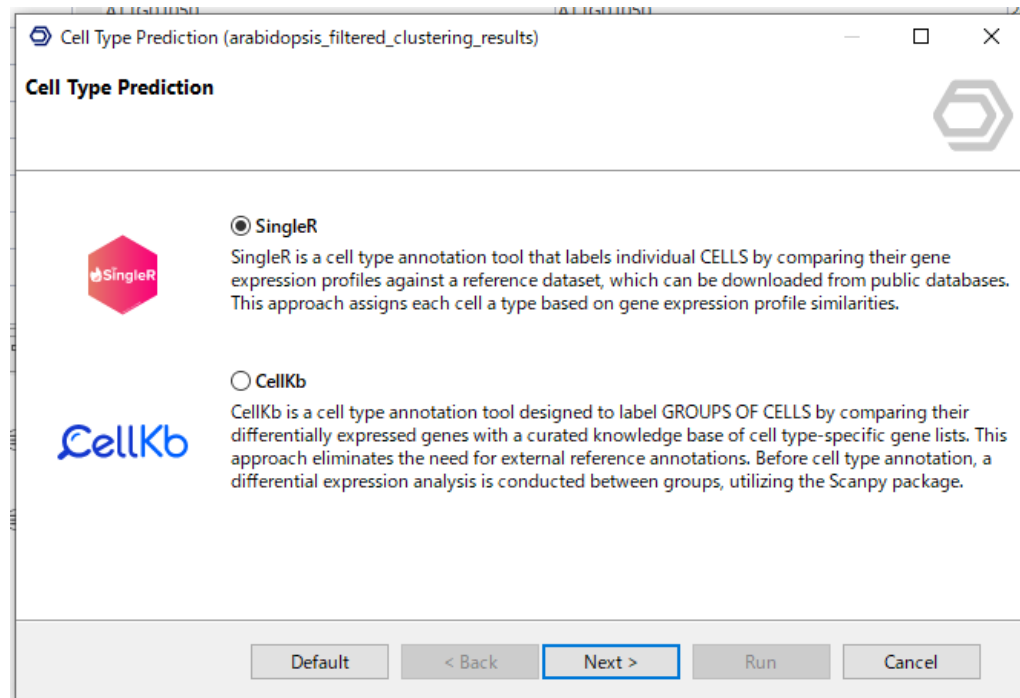 Cell Type Prediction (arabidopsis_filtered_clustering_results)
Cell Type Prediction
SingleR
SingleR is a cell type annotation tool that labels individual CELLS by comparing their gene
expression profiles against a reference dataset, which can be downloaded from public databases.
This approach assigns each cell a type based on gene expression profile similarities.
SingleR
CellKb
CellKb is a cell type annotation tool designed to label GROUPS OF CELLS by comparing their
differentially expressed genes with a curated knowledge base of cell type-specific gene lists. This
approach eliminates the need for external reference annotations. Before cell type annotation, a
differential expression analysis is conducted between groups, utilizing the Scanpy package.
CellKb
Default
< Back
Next >
Run
Cancel